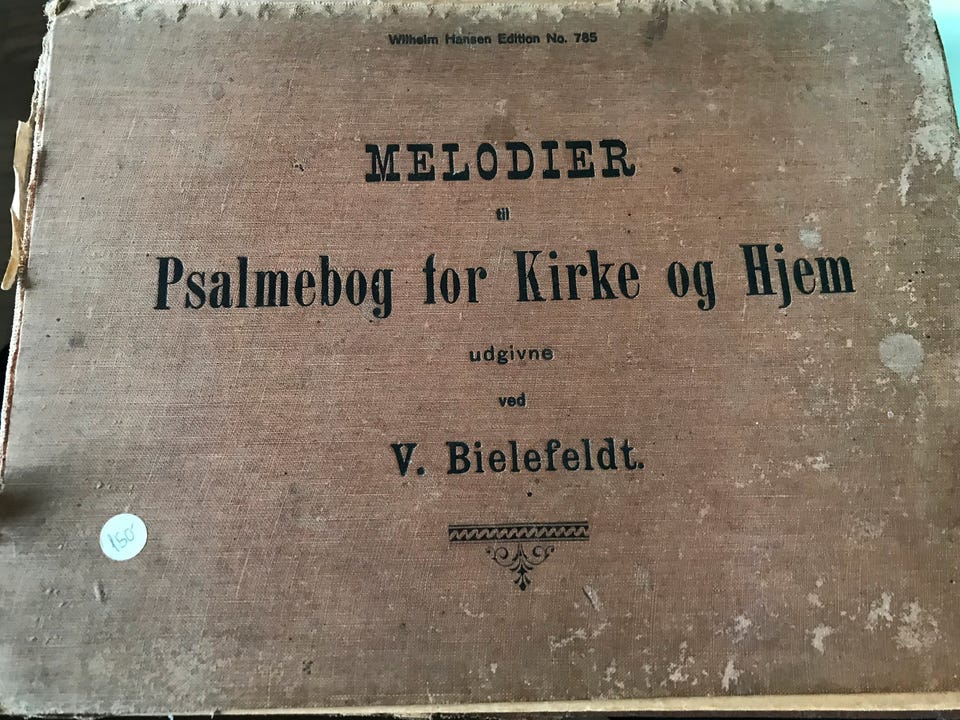 Wilhelm Hansen Edition No. 785
MELODIER
til
Psalmebog for Kirke og Hjem
udgivne
ved
V. Bielefeldt.
150